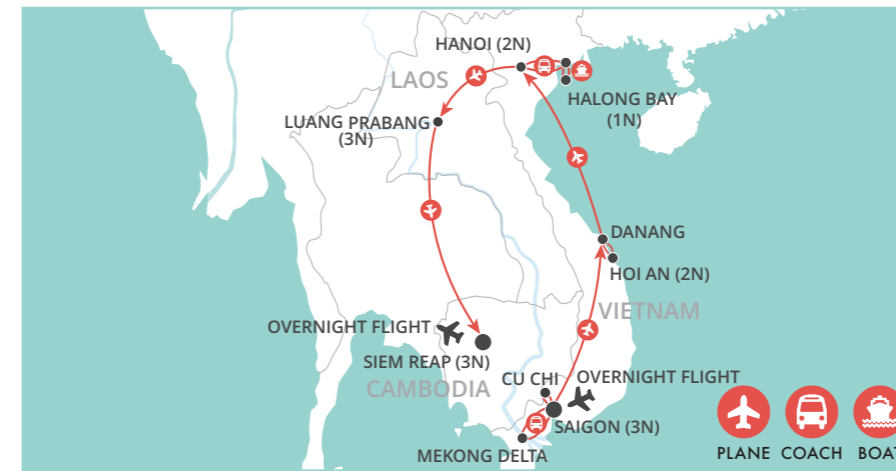 HANOI (2N)
LAOS
HALONG BAY
(1N)
LUANG PRABANG
(3N)
DANANG
HOI AN (2N)
VIETNAM
OVERNIGHT FLIGHT
SIEM REAP (3N)
CAMBODIA
CU CHI
OVERNIGHT FLIGHT
SAIGON (3N)
MEKONG DELTA
PLANE COACH BOAT